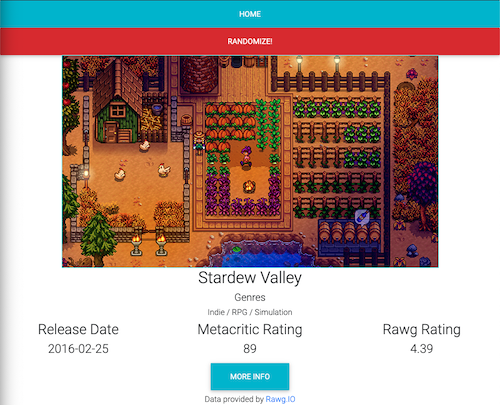 HOME
RANDOMIZE!
Stardew Valley
Genres
Indie / RPG / Simulation
Release Date
Metacritic Rating
Rawg Rating
2016-02-25
89
4.39
MORE INFO
Data provided by Rawg.IO